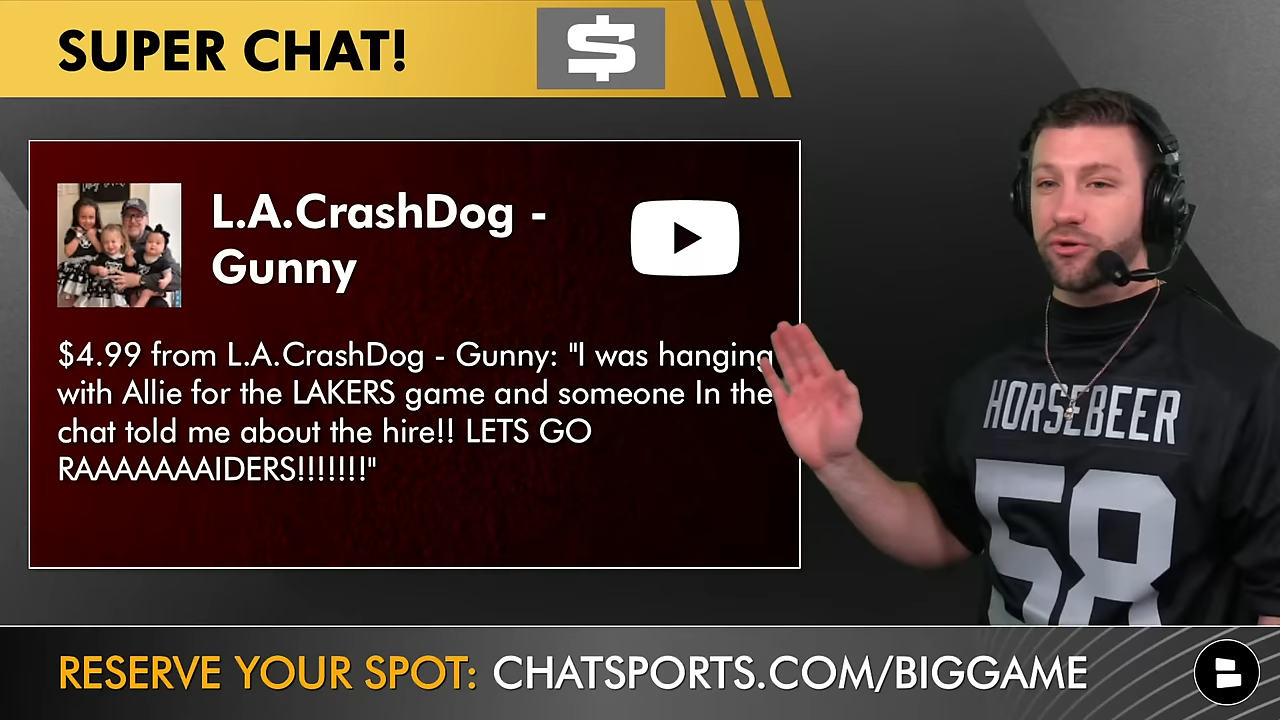 SUPER CHAT!
$
L.A.CrashDog -
Gunny
$4.99 from L.A.CrashDog - Gunny: "I was hanging
with Allie for the LAKERS game and someone In the
chat told me about the hire!! LETS GO
RAAAAAAAIDERS!!!!!!!"
HORSEBEER
58
RESERVE YOUR SPOT: CHATSPORTS.COM/BIGGAME